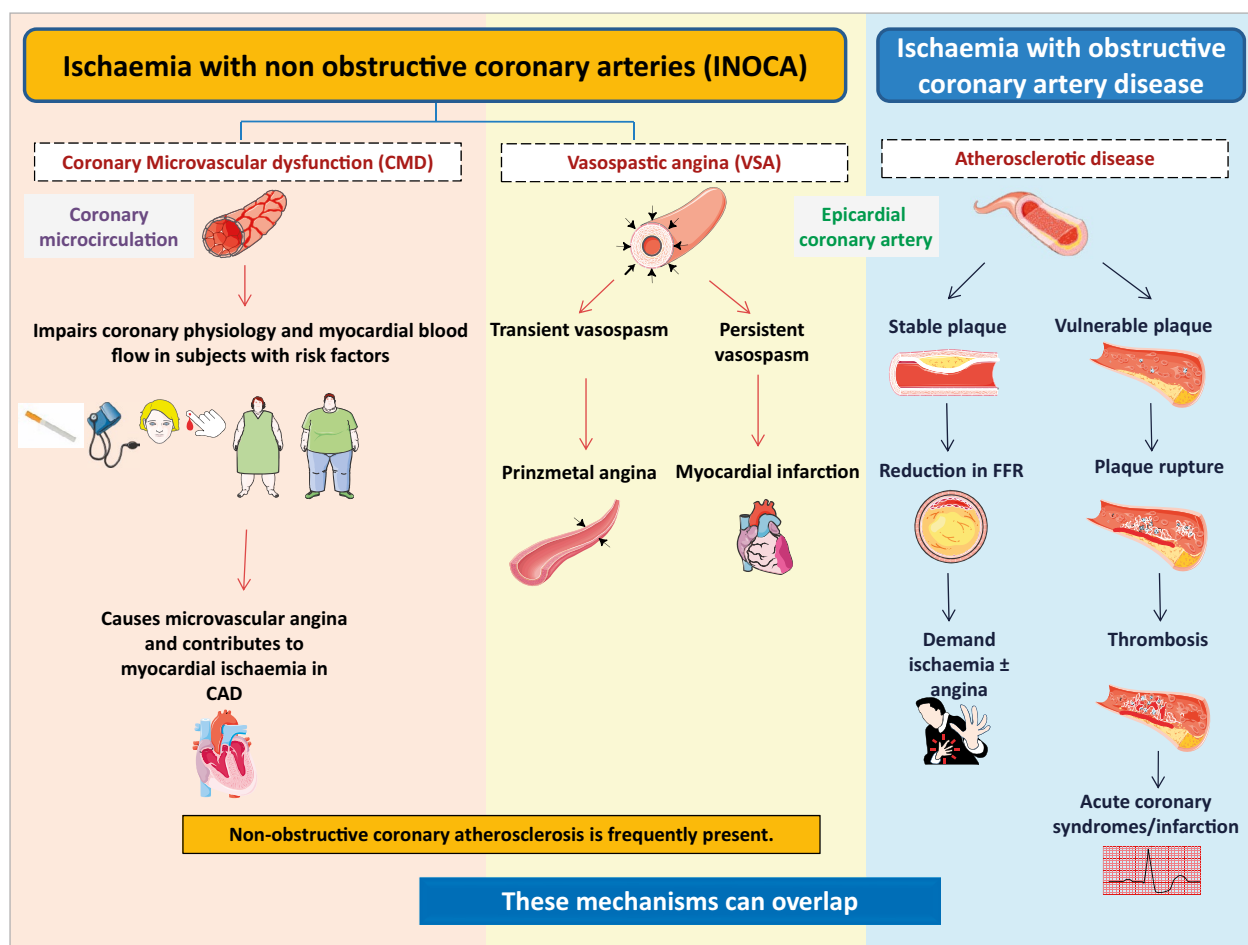 Ischaemia with non obstructive coronary arteries (INOCA)
Ischaemia with obstructive
coronary artery disease
Coronary Microvascular dysfunction (CMD)
Vasospastic angina (VSA)
Atherosclerotic disease
Coronary
microcirculation
Epicardial
coronary artery
Impairs coronary physiology and myocardial blood
flow in subjects with risk factors
Transient vasospasm
Persistent
vasospasm
Stable plaque
Vulnerable plaque
Prinzmetal angina
Myocardial infarction
Reduction in FFR
Plaque rupture
Causes microvascular angina
and contributes to
myocardial ischaemia in
CAD
Demand
ischaemia ±
angina
Thrombosis
Acute coronary
syndromes/infarction
Non-obstructive coronary atherosclerosis is frequently present.
These mechanisms can overlap